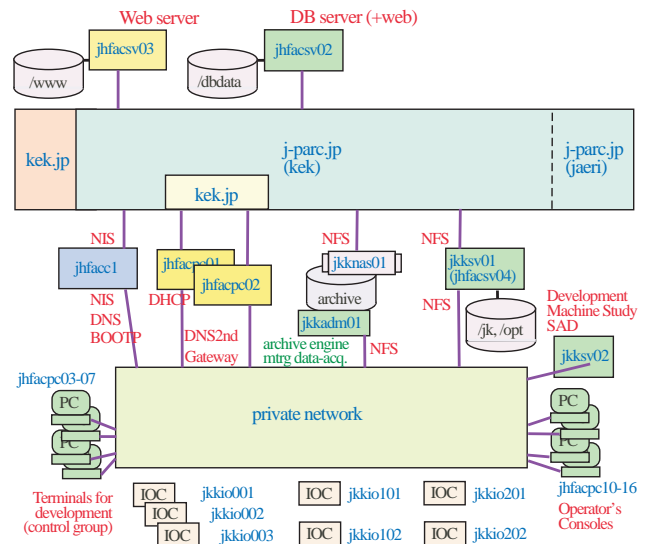 Web server
DB server (+web)
jhfacsv03
jhfacsv02
/www
/dbdata
kek.jp
j-parc.jp
(kek)
j-parc.jp
(jaeri)
kek.jp
NIS
NFS
NFS
jhfacc1
jhfacpc01
jhfacpc02
jkknas01
jkksv01
(jhfacsv04)
NIS
DNS
BOOTP
DHCP
DNS2nd
Gateway
archive
jkkadm01
archive engine
mtrg data-acq.
NFS
NFS
/jk, /opt
Development
Machine Study
SAD
jkksv02
jhfacpc03-07
PC
PC
private network
PC
PC
jhfacpc10-16
Operator's
Consoles
Terminals for
development
(control group)
IOC jkkio001
IOC jkkio002
IOC jkkio003
IOC jkkio101
IOC jkkio102
IOC jkkio201
IOC jkkio202